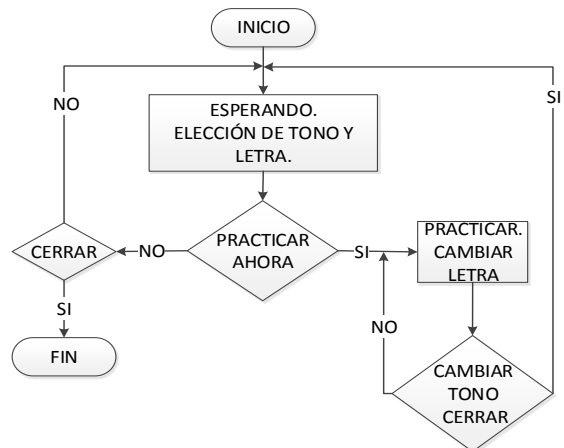 INICIO
NO
SI
ESPERANDO.
ELECCIÓN DE TONO Y
LETRA.
CERRAR
NO
PRACTICAR
AHORA
SI
PRACTICAR.
CAMBIAR
LETRA
SI
NO
FIN
CAMBIAR
TONO
CERRAR